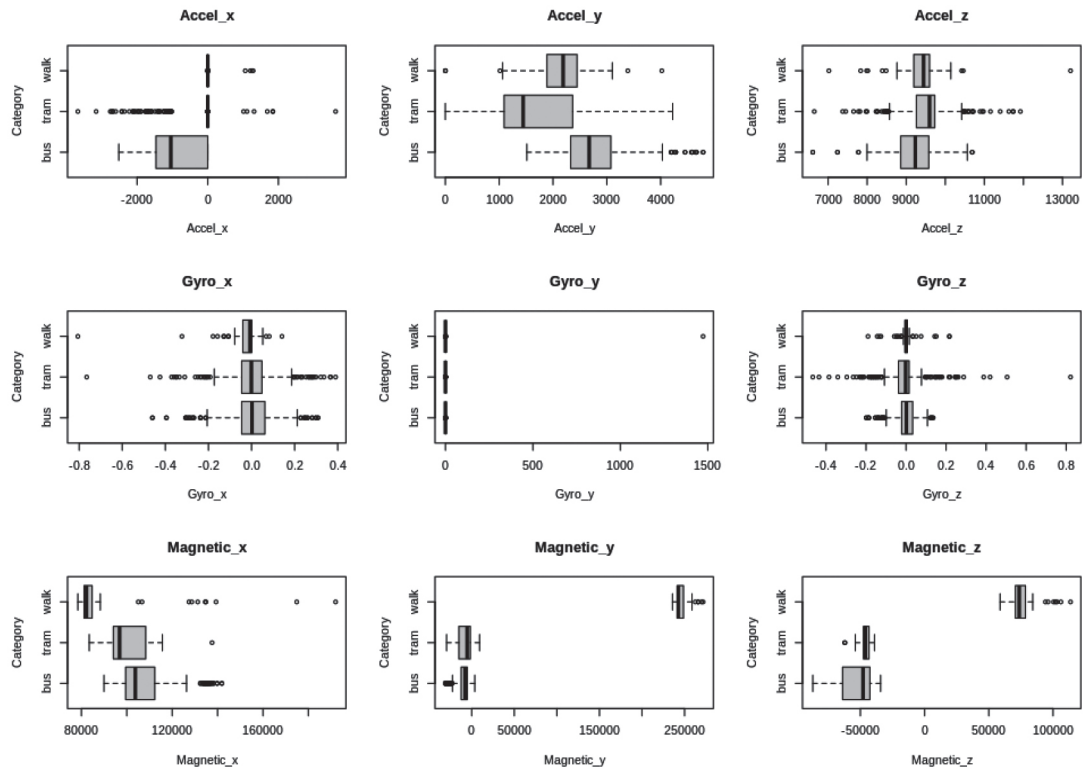 Accel_x Accel_y Accel_z
Category walk tram bus
-2000 0 2000
Accel_x
Category walk tram bus
0 1000 2000 3000 4000
Accel_y
Category walk tram bus
7000 8000 9000 11000 13000
Accel_z
Gyro_x Gyro_y Gyro_z
Category walk tram bus
-0.8 -0.6 -0.4 -0.2 0.0 0.2 0.4
Gyro_x
Category walk tram bus
0 500 1000 1500
Gyro_y
Category walk tram bus
-0.4 -0.2 0.0 0.2 0.4 0.6 0.8
Gyro_z
Magnetic_x Magnetic_y Magnetic_z
Category walk tram bus
80000 120000 160000
Magnetic_x
Category walk tram bus
0 50000 150000 250000
Magnetic_y
Category walk tram bus
-50000 0 50000 100000
Magnetic_z